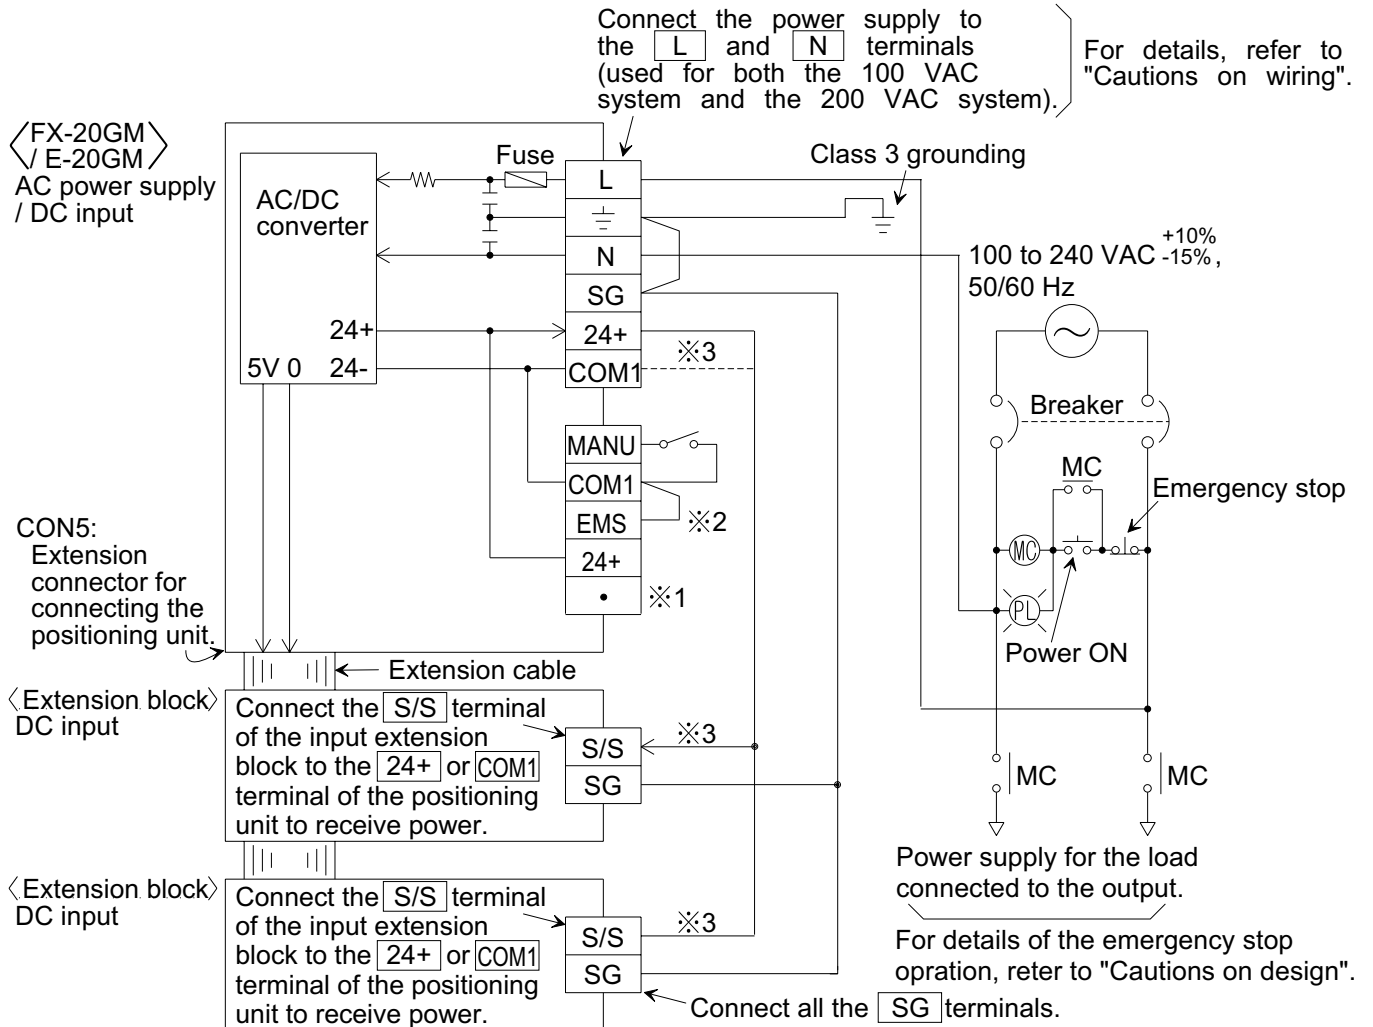 Connect the power supply to
the L and N terminals
(used for both the 100 VAC
system and the 200 VAC system).
For details, refer to
"Cautions on wiring".
〈FX-20GM
/ E-20GM〉
AC power supply
/ DC input
AC/DC
converter
Fuse
L
N
SG
24+
COM1
24+
5V 0 24-
※3
Class 3 grounding
100 to 240 VAC +10%
-15%,
50/60 Hz
Breaker
MC
Emergency stop
MC
PL
Power ON
MANU
COM1
EMS
24+
•
※2
※1
CON5:
Extension
connector for
connecting the
positioning unit.
Extension cable
〈Extension block〉
DC input
Connect the S/S terminal
of the input extension
block to the 24+ or COM1
terminal of the positioning
unit to receive power.
S/S
SG
※3
MC
MC
Power supply for the load
connected to the output.
For details of the emergency stop
opration, reter to "Cautions on design".
〈Extension block〉
DC input
Connect the S/S terminal
of the input extension
block to the 24+ or COM1
terminal of the positioning
unit to receive power.
S/S
SG
※3
Connect all the SG terminals.